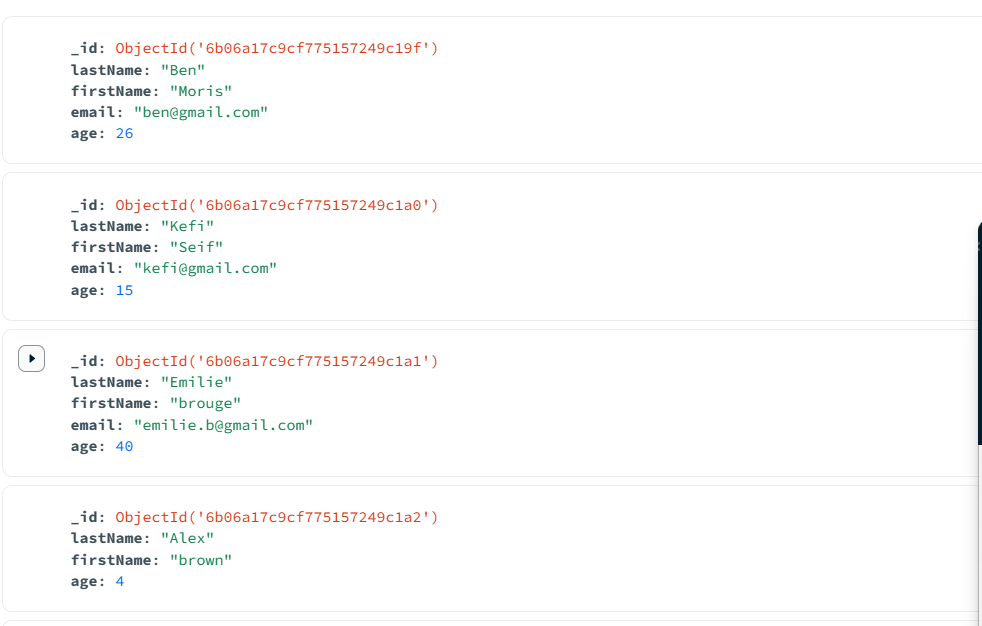 _id: ObjectId('6b06a17c9cf775157249c19f')
lastName: "Ben"
firstName: "Moris"
email: "ben@gmail.com"
age: 26
_id: ObjectId('6b06a17c9cf775157249c1a0')
lastName: "Kefi"
firstName: "Seif"
email: "kefi@gmail.com"
age: 15
_id: ObjectId('6b06a17c9cf775157249c1a1')
lastName: "Emilie"
firstName: "brouge"
email: "emilie.b@gmail.com"
age: 40
_id: ObjectId('6b06a17c9cf775157249c1a2')
lastName: "Alex"
firstName: "brown"
age: 4